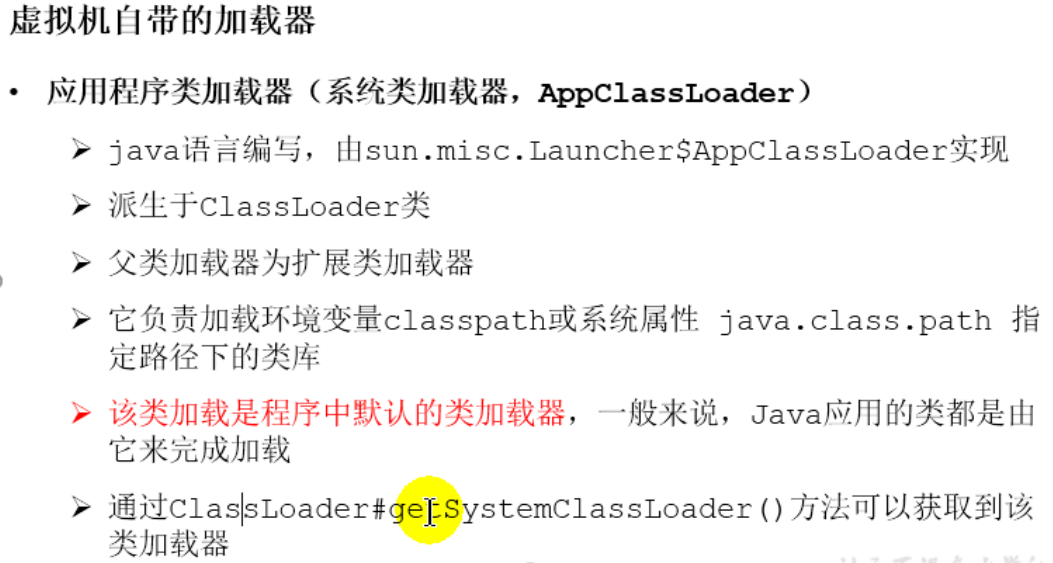 虚拟机自带的加载器
• 应用程序类加载器（系统类加载器，AppClassLoader）
➢ java语言编写，由sun.misc.Launcher$AppClassLoader实现
➢ 派生于ClassLoader类
➢ 父类加载器为扩展类加载器
➢ 它负责加载环境变量classpath或系统属性 java.class.path 指
定路径下的类库
➢ 该类加载是程序中默认的类加载器，一般来说，Java应用的类都是由
它来完成加载
➢ 通过ClassLoader#getSystemClassLoader()方法可以获取到该
类加载器